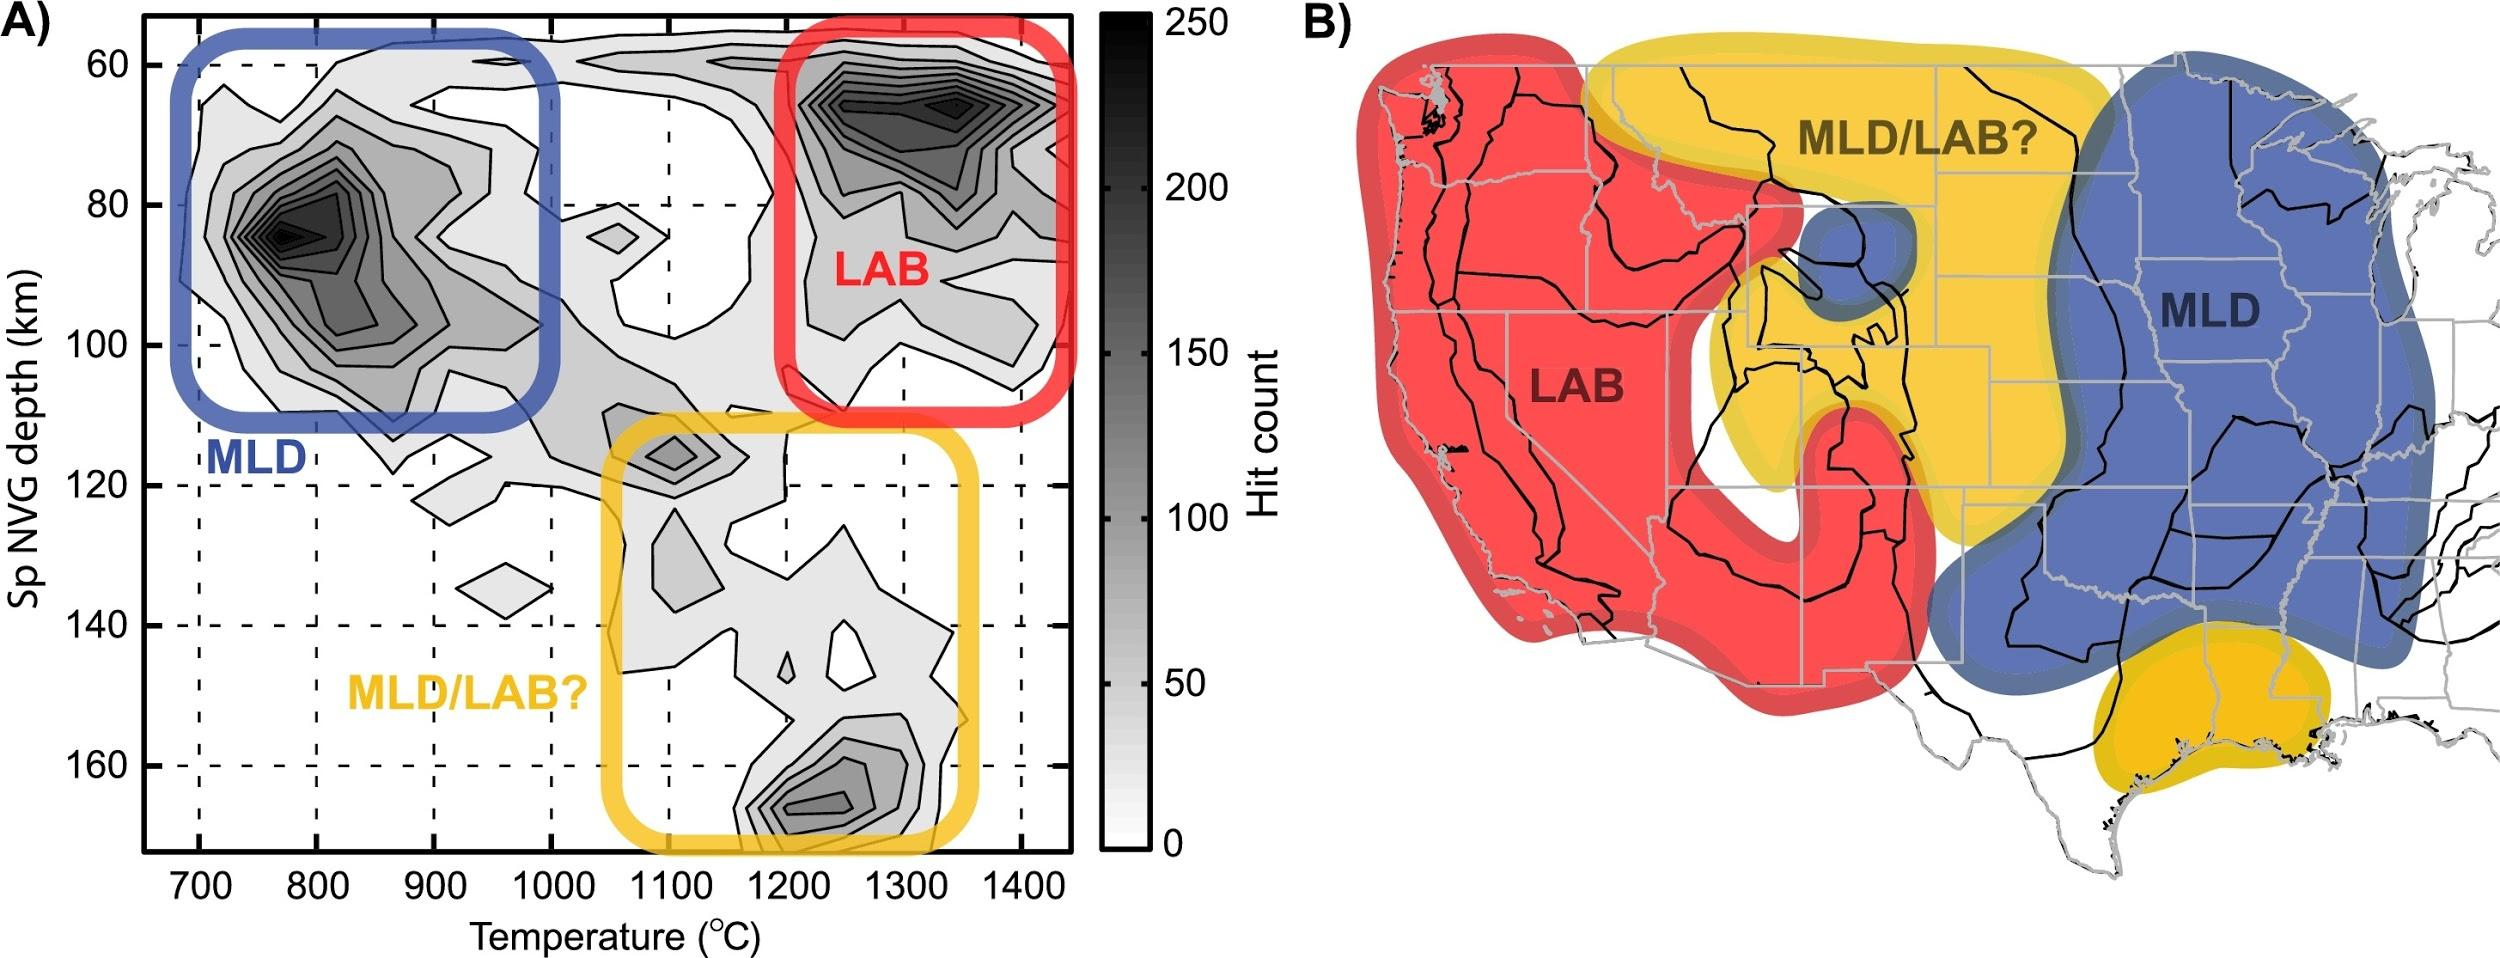 A)
60
80
100
120
140
160
Sp NVG depth (km)
MLD
LAB
MLD/LAB?
700 800 900 1000 1100 1200 1300 1400
Temperature (°C)
250
200
150
100
50
0
Hit count
B)
MLD/LAB?
MLD
LAB